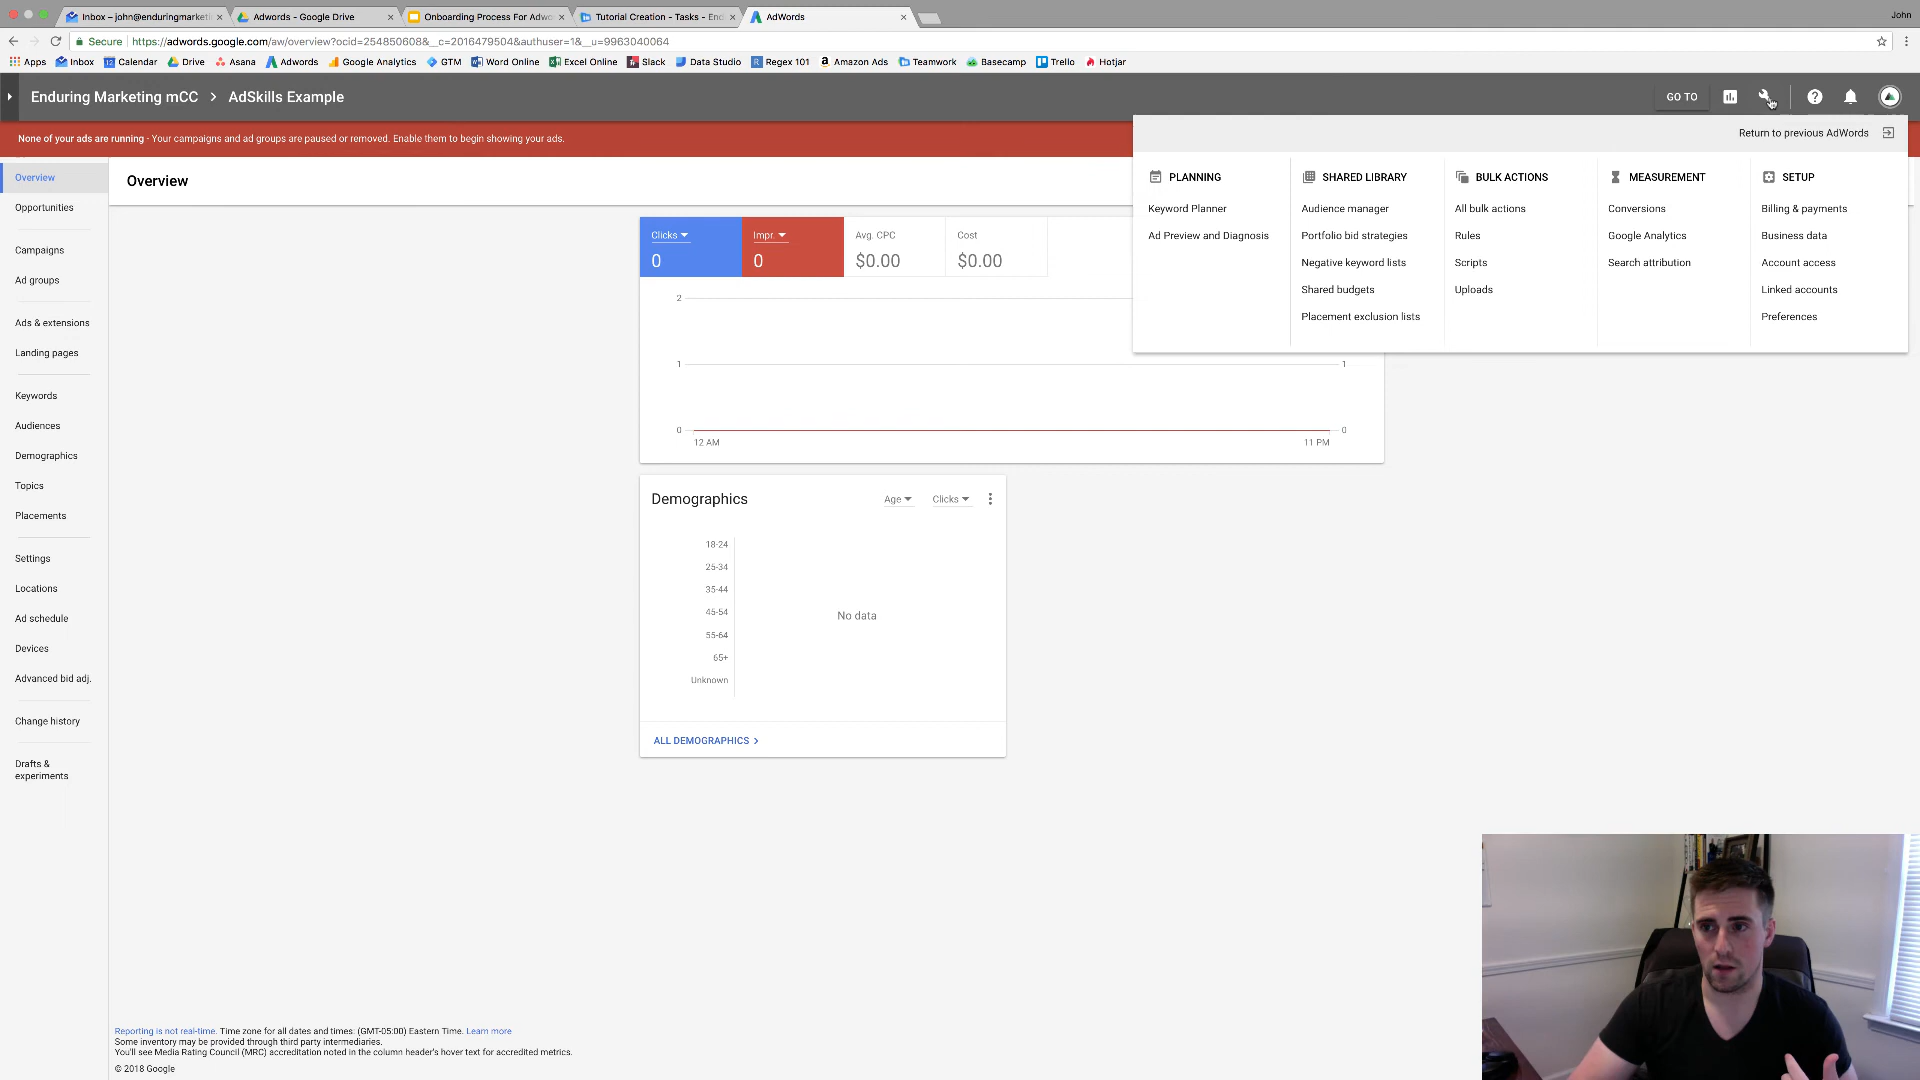 Inbox – john@enduringmarketi
Adwords - Google Drive
Onboarding Process For Adwo
Tutorial Creation - Tasks - End
AdWords
John
Secure
https://adwords.google.com/aw/overview?ocid=254850608&__c=2016479504&authuser=1&__u=9963040064
Apps
Inbox
Calendar
Drive
Asana
Adwords
Google Analytics
GTM
Word Online
Excel Online
Slack
Data Studio
Regex 101
Amazon Ads
Teamwork
Basecamp
Trello
Hotjar
Enduring Marketing mCC > AdSkills Example
GO TO
None of your ads are running - Your campaigns and ad groups are paused or removed. Enable them to begin showing your ads.
Return to previous AdWords
Overview
Opportunities
Campaigns
Ad groups
Ads & extensions
Landing pages
Keywords
Audiences
Demographics
Topics
Placements
Settings
Locations
Ad schedule
Devices
Advanced bid adj.
Change history
Drafts &
experiments
Overview
PLANNING
Keyword Planner
Ad Preview and Diagnosis
SHARED LIBRARY
Audience manager
Portfolio bid strategies
Negative keyword lists
Shared budgets
Placement exclusion lists
BULK ACTIONS
All bulk actions
Rules
Scripts
Uploads
MEASUREMENT
Conversions
Google Analytics
Search attribution
SETUP
Billing & payments
Business data
Account access
Linked accounts
Preferences
Clicks
0
Impr.
0
Avg. CPC
$0.00
Cost
$0.00
2
1
1
0
0
12 AM
11 PM
Demographics
Age
Clicks
18-24
25-34
35-44
45-54
55-64
65+
Unknown
No data
ALL DEMOGRAPHICS
Reporting is not real-time. Time zone for all dates and times: (GMT-05:00) Eastern Time. Learn more
Some inventory may be provided through third party intermediaries.
You'll see Media Rating Council (MRC) accreditation noted in the column header's hover text for accredited metrics.
© 2018 Google